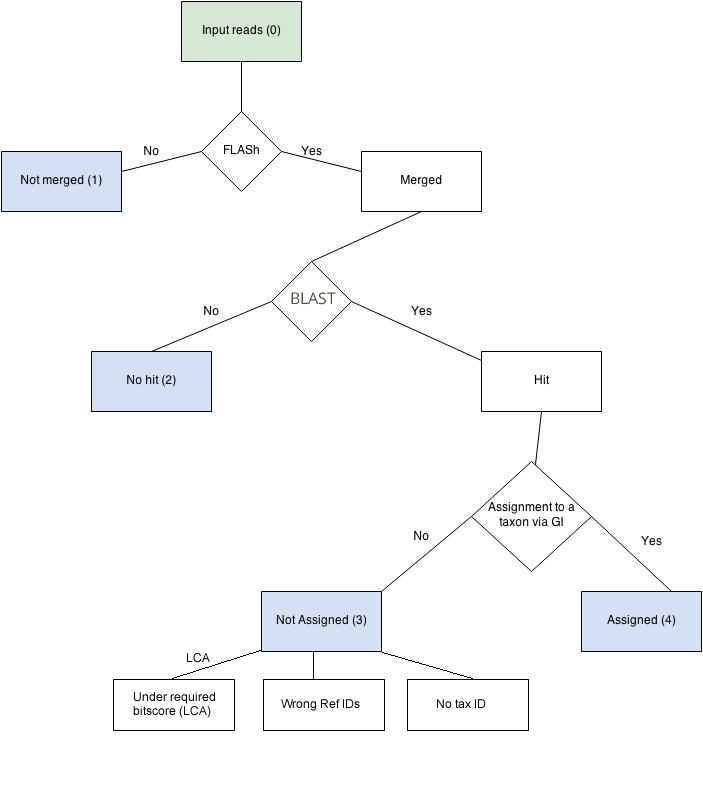 Input reads (0)
FLASh
No
Yes
Not merged (1)
Merged
BLAST
No
Yes
No hit (2)
Hit
Assignment to a
taxon via GI
No
Yes
Not Assigned (3)
Assigned (4)
LCA
Under required
bitscore (LCA)
Wrong Ref IDs
No tax ID